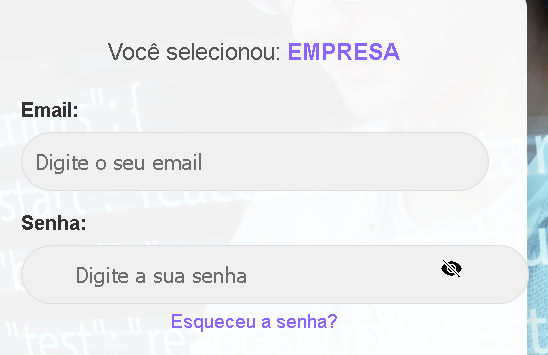 Você selecionou: EMPRESA
Email:
Digite o seu email
Senha:
Digite a sua senha
Esqueceu a senha?